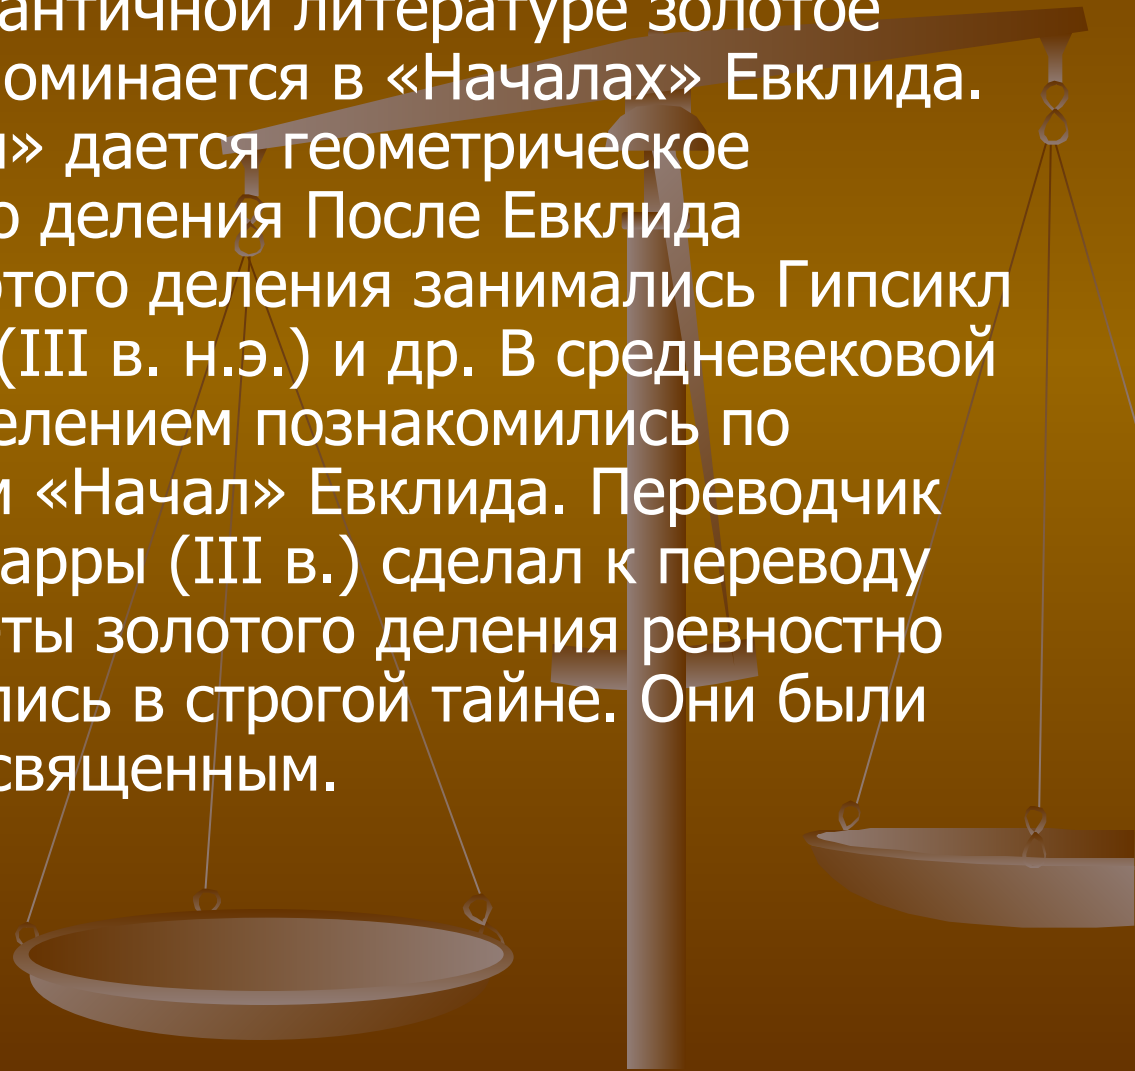 античной литературе золотое
оминается в «Началах» Евклида.
» дается геометрическое
о деления После Евклида
этого деления занимались Гипсикл
(III в. н.э.) и др. В средневековой
елением познакомились по
«Начал» Евклида. Переводчик
арры (III в.) сделал к переводу
ты золотого деления ревностно
лись в строгой тайне. Они были
священным.